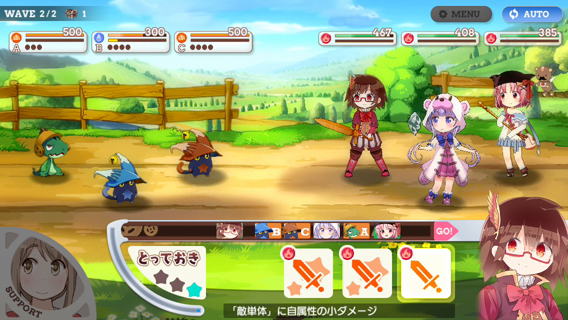 WAVE 2/2 1
MENU
AUTO
500
300
500
467
408
385
A
B
C
B C A GO!
とっておき
SUPPORT
「敵単体」に自属性の小ダメージ